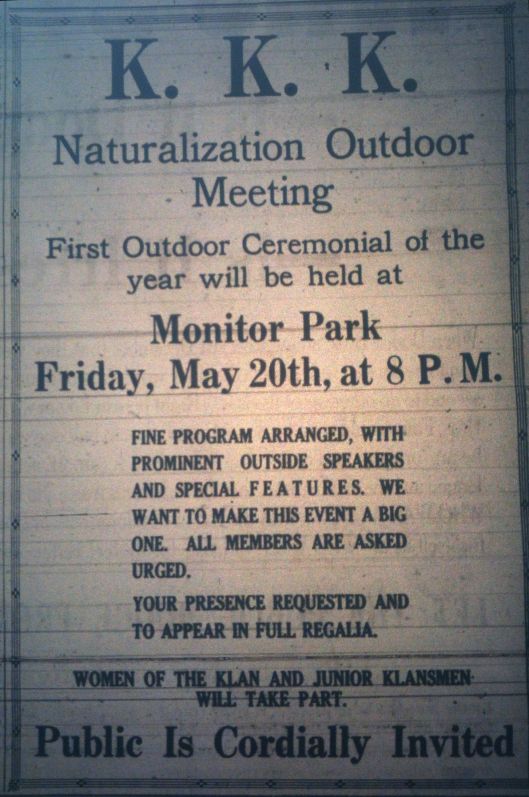 K. K. K.
Naturalization Outdoor
Meeting
First Outdoor Ceremonial of the
year will be held at
Monitor Park
Friday, May 20th, at 8 P. M.
FINE PROGRAM ARRANGED, WITH
PROMINENT OUTSIDE SPEAKERS
AND SPECIAL FEATURES. WE
WANT TO MAKE THIS EVENT A BIG
ONE. ALL MEMBERS ARE ASKED
URGED.
YOUR PRESENCE REQUESTED AND
TO APPEAR IN FULL REGALIA.
WOMEN OF THE KLAN AND JUNIOR KLANSMEN
WILL TAKE PART.
Public Is Cordially Invited